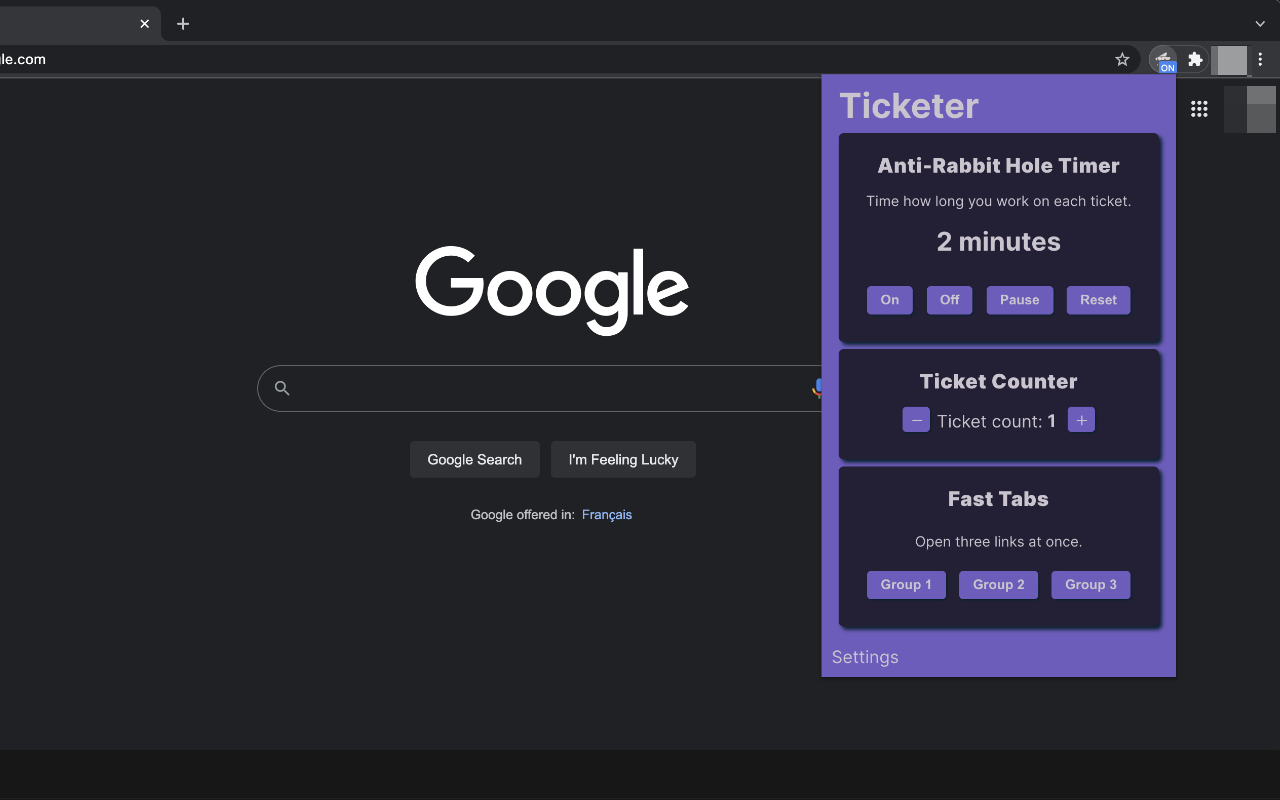 le.com
ON
Ticketer
Anti-Rabbit Hole Timer
Time how long you work on each ticket.
2 minutes
On Off Pause Reset
Google
Ticket Counter
− Ticket count: 1 +
Google Search I'm Feeling Lucky
Fast Tabs
Google offered in: Français
Open three links at once.
Group 1 Group 2 Group 3
Settings